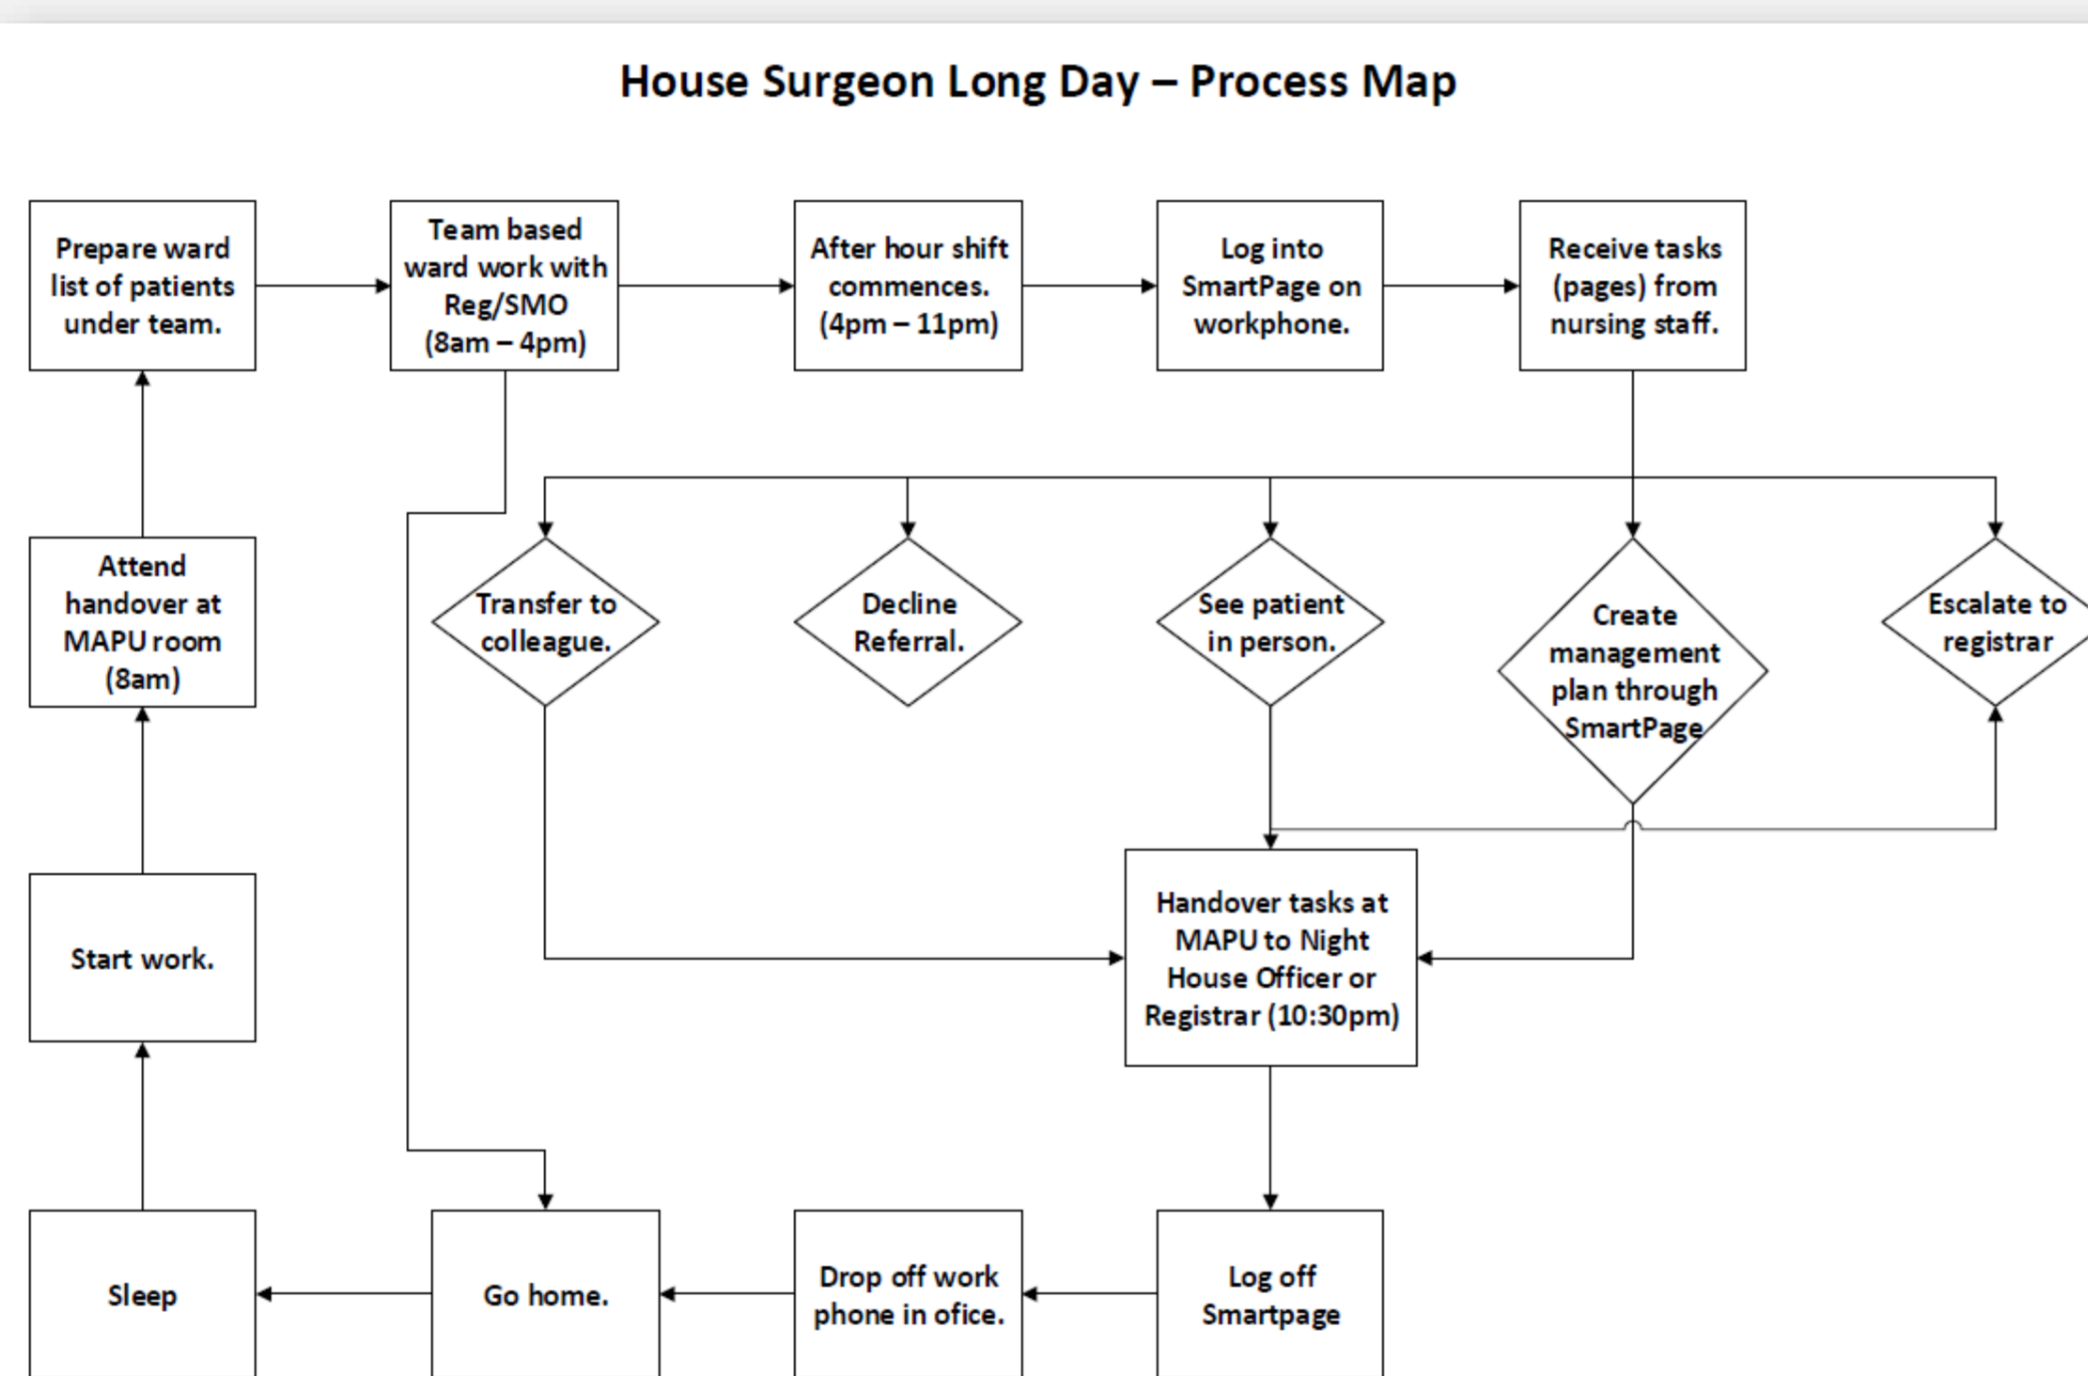 House Surgeon Long Day – Process Map
Prepare ward
list of patients
under team.
Team based
ward work with
Reg/SMO
(8am – 4pm)
After hour shift
commences.
(4pm – 11pm)
Log into
SmartPage on
workphone.
Receive tasks
(pages) from
nursing staff.
Attend
handover at
MAPU room
(8am)
Transfer to
colleague.
Decline
Referral.
See patient
in person.
Create
management
plan through
SmartPage
Escalate to
registrar
Start work.
Handover tasks at
MAPU to Night
House Officer or
Registrar (10:30pm)
Sleep
Go home.
Drop off work
phone in ofice.
Log off
Smartpage